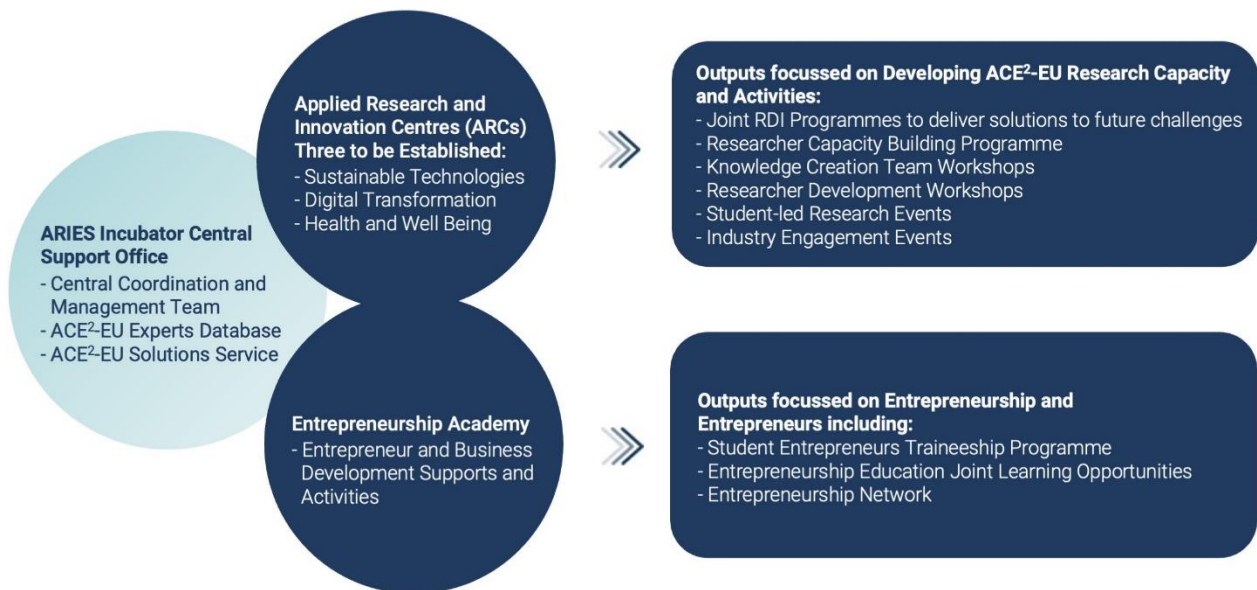 ARIES Incubator Central
Support Office
- Central Coordination and
Management Team
- ACE²-EU Experts Database
- ACE²-EU Solutions Service
Applied Research and
Innovation Centres (ARCs)
Three to be Established:
- Sustainable Technologies
- Digital Transformation
- Health and Well Being
Outputs focussed on Developing ACE²-EU Research Capacity
and Activities:
- Joint RDI Programmes to deliver solutions to future challenges
- Researcher Capacity Building Programme
- Knowledge Creation Team Workshops
- Researcher Development Workshops
- Student-led Research Events
- Industry Engagement Events
Entrepreneurship Academy
- Entrepreneur and Business
Development Supports and
Activities
Outputs focussed on Entrepreneurship and
Entrepreneurs including:
- Student Entrepreneurs Traineeship Programme
- Entrepreneurship Education Joint Learning Opportunities
- Entrepreneurship Network